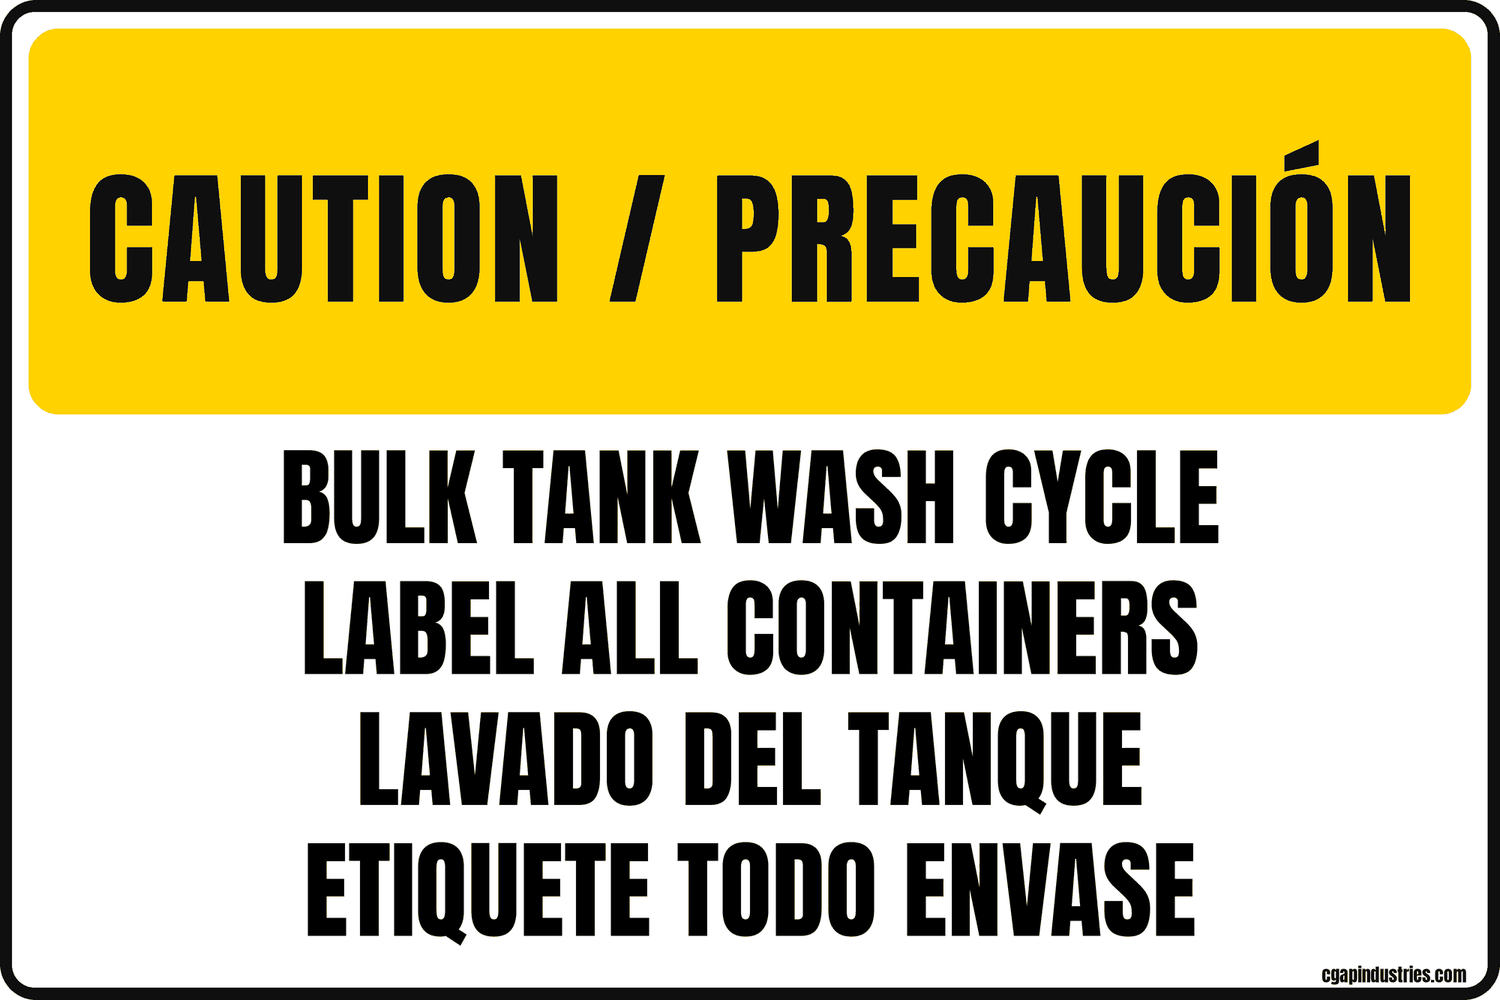 CAUTION / PRECAUCIÓN
BULK TANK WASH CYCLE
LABEL ALL CONTAINERS
LAVADO DEL TANQUE
ETIQUETE TODO ENVASE
cgapindustries.com